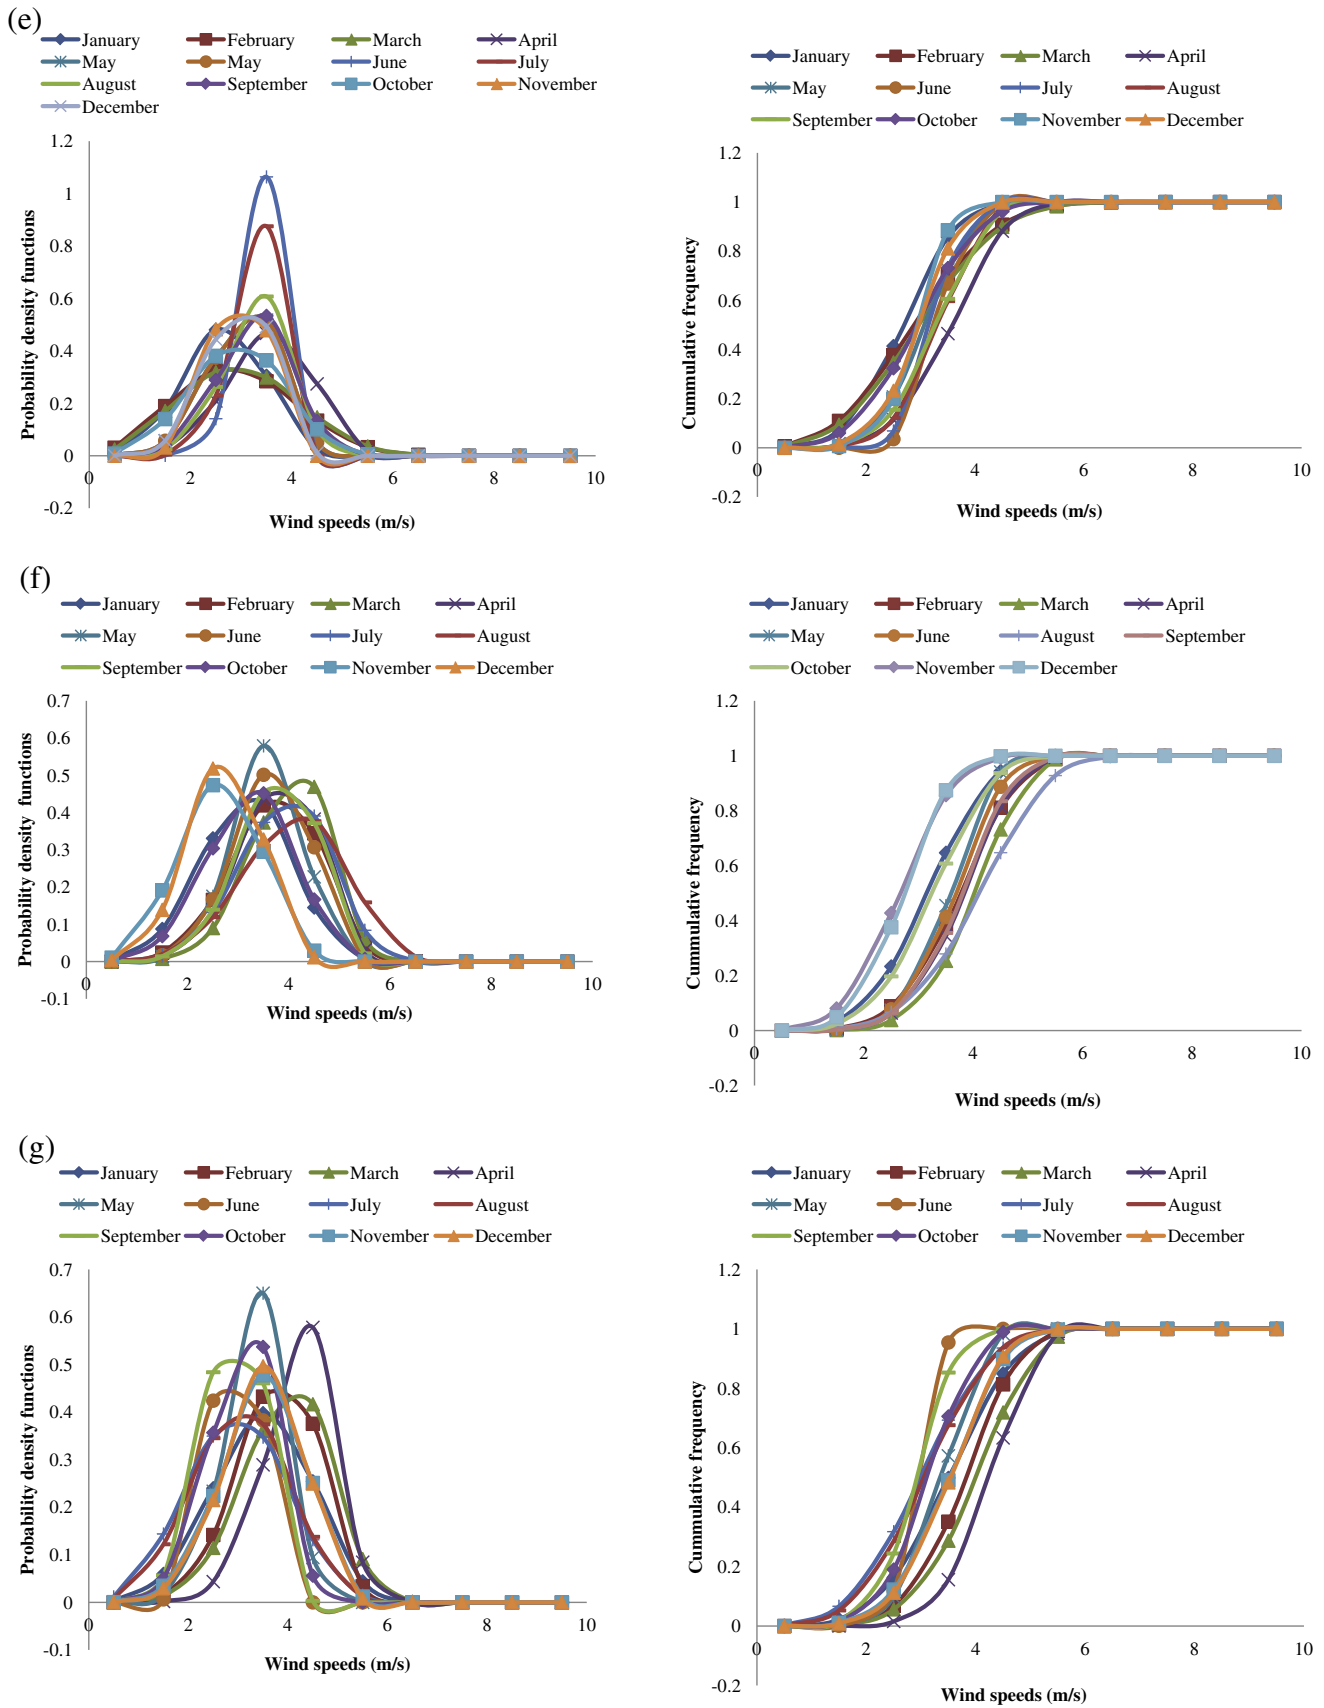 (e)
January February March April
May May June July
August September October November
December
1.2
1
0.8
0.6
0.4
0.2
0
-0.2
0 2 4 6 8 10
Probability density functions
Wind speeds (m/s)
January February March April
May June July August
September October November December
1.2
1
0.8
0.6
0.4
0.2
0
-0.2
0 2 4 6 8 10
Cummulative frequency
Wind speeds (m/s)
(f)
January February March April
May June July August
September October November December
0.7
0.6
0.5
0.4
0.3
0.2
0.1
0
-0.1
0 2 4 6 8 10
Probability density functions
Wind speeds (m/s)
January February March April
May June August September
October November December
1.2
1
0.8
0.6
0.4
0.2
0
-0.2
0 2 4 6 8 10
Cummulative frequency
Wind speeds (m/s)
(g)
January February March April
May June July August
September October November December
0.7
0.6
0.5
0.4
0.3
0.2
0.1
0
-0.1
0 2 4 6 8 10
Probability density functions
Wind speeds (m/s)
January February March April
May June July August
September October November December
1.2
1
0.8
0.6
0.4
0.2
0
-0.2
0 2 4 6 8 10
Cummulative frequency
Wind speeds (m/s)